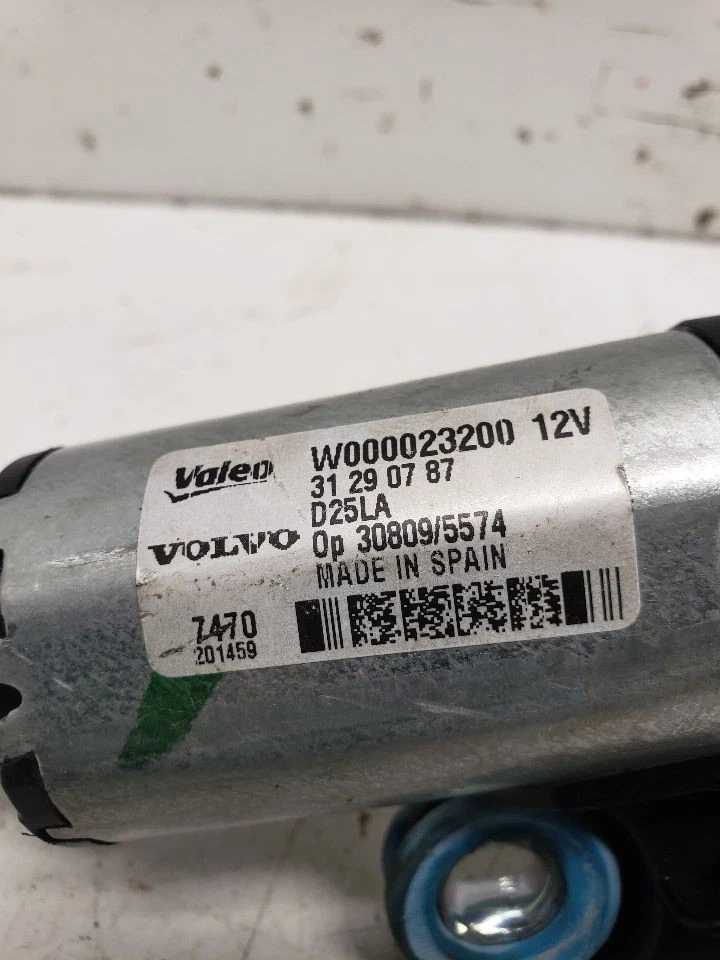 Valeo
W000023200 12V
31 29 07 87
D25LA
VOLVO
Op 30809/5574
MADE IN SPAIN
7470
201459